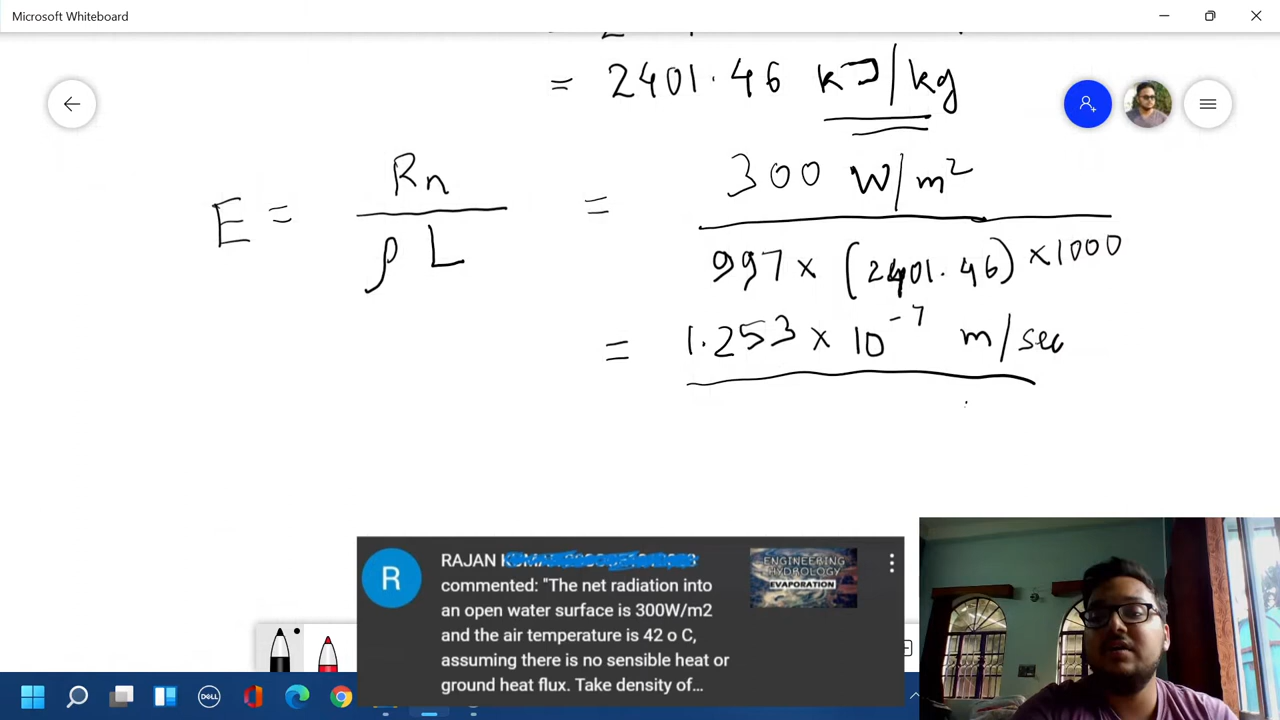 Microsoft Whiteboard
= 2401.46 kJ/kg
E = Rn / ρL = 300 W/m² / 997 × (2401.46) × 1000
= 1.253 × 10⁻⁷ m/sec
R
RAJAN
commented: "The net radiation into
an open water surface is 300W/m2
and the air temperature is 42 o C,
assuming there is no sensible heat or
ground heat flux. Take density of...
ENGINEERING
HYDROLOGY
EVAPORATION
DELL